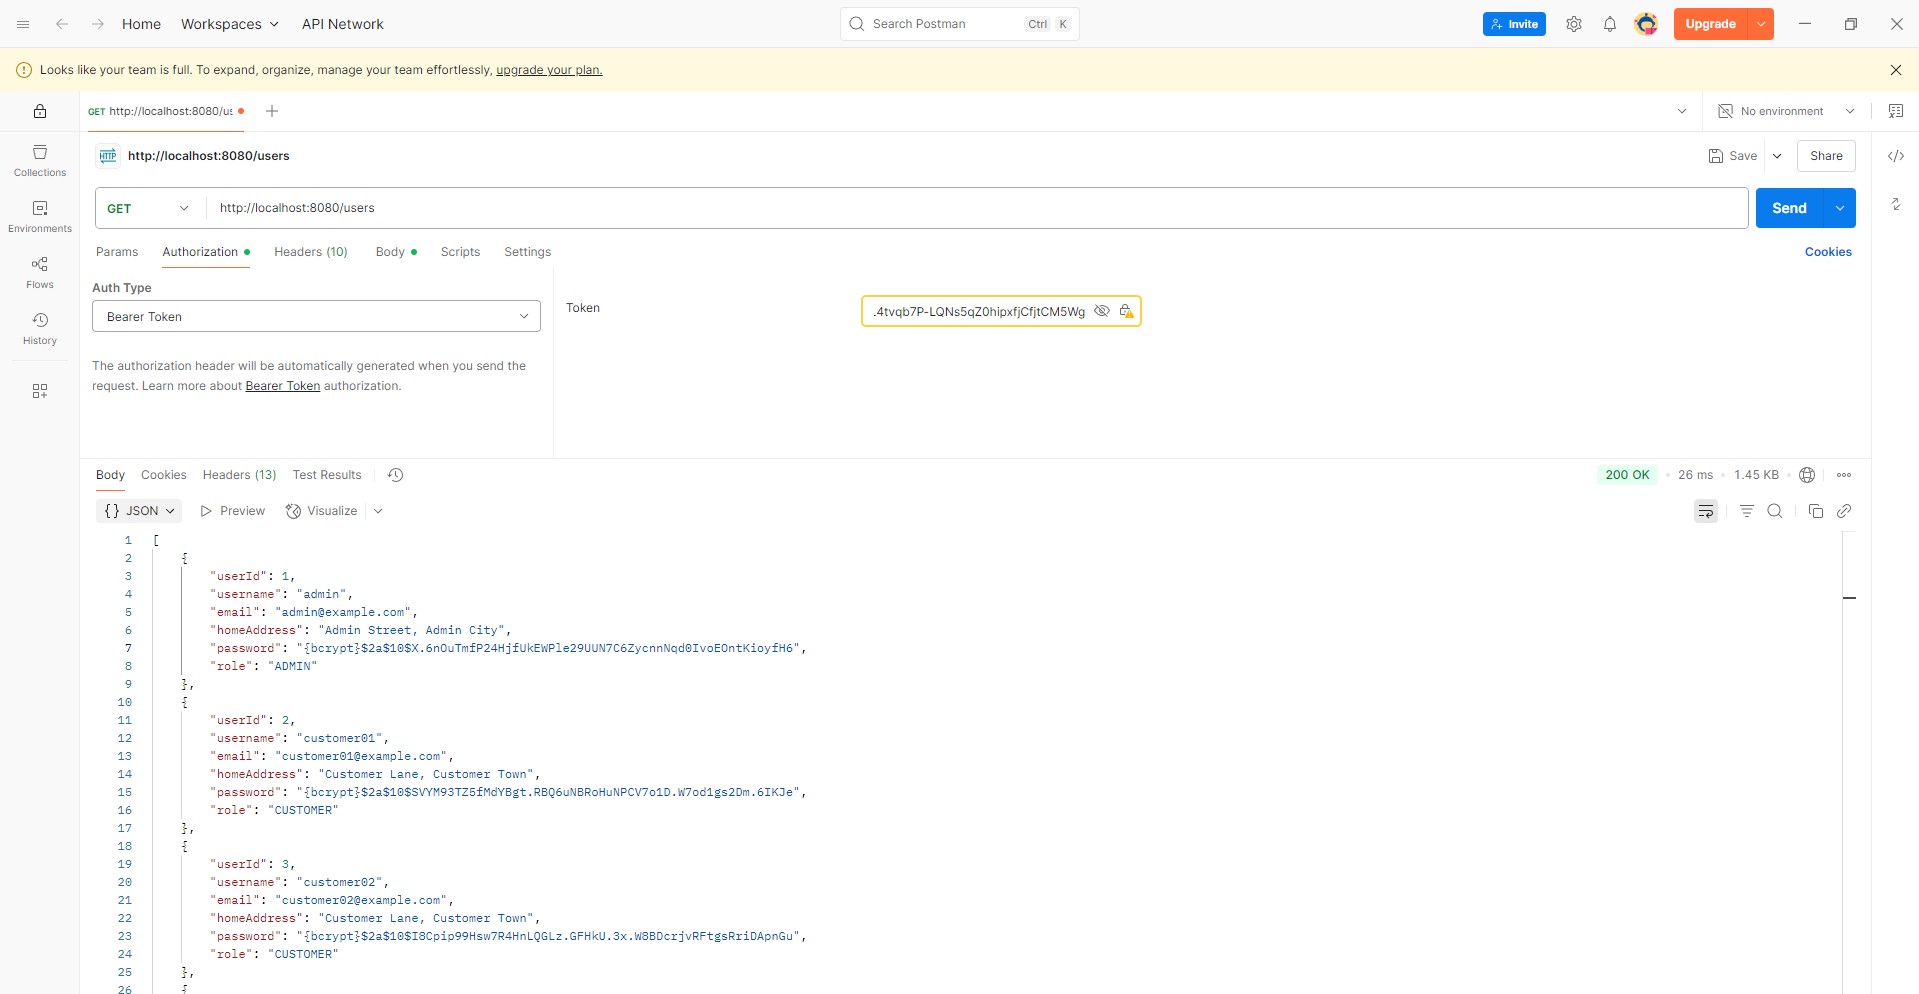 Home Workspaces API Network Search Postman Ctrl K Invite Upgrade
Looks like your team is full. To expand, organize, manage your team effortlessly, upgrade your plan.
GET http://localhost:8080/us No environment
HTTP http://localhost:8080/users Save Share
Collections
Environments
Flows
History
GET http://localhost:8080/users Send
Params Authorization Headers (10) Body Scripts Settings Cookies
Auth Type
Bearer Token
Token .4tvqb7P-LQNs5qZ0hipxfjCfjtCM5Wg
The authorization header will be automatically generated when you send the
request. Learn more about Bearer Token authorization.
Body Cookies Headers (13) Test Results 200 OK 26 ms 1.45 KB
{} JSON Preview Visualize
1 [
2 {
3 "userId": 1,
4 "username": "admin",
5 "email": "admin@example.com",
6 "homeAddress": "Admin Street, Admin City",
7 "password": "{bcrypt}$2a$10$X.6nOuTmfP24HjfUkEWPle29UUN7C6ZycnnNqd0IvoEOntKioyfH6",
8 "role": "ADMIN"
9 },
10 {
11 "userId": 2,
12 "username": "customer01",
13 "email": "customer01@example.com",
14 "homeAddress": "Customer Lane, Customer Town",
15 "password": "{bcrypt}$2a$10$SVYM93TZ5fMdYBgt.RBQ6uNBRoHuNPCV7o1D.W7od1gs2Dm.6IKJe",
16 "role": "CUSTOMER"
17 },
18 {
19 "userId": 3,
20 "username": "customer02",
21 "email": "customer02@example.com",
22 "homeAddress": "Customer Lane, Customer Town",
23 "password": "{bcrypt}$2a$10$I8Cpip99Hsw7R4HnLQGLz.GFHkU.3x.W8BDcrjvRFtgsRriDApnGu",
24 "role": "CUSTOMER"
25 },
26 {